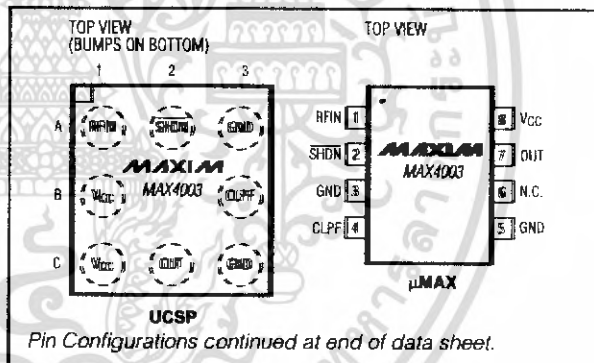 TOP VIEW
(BUMPS ON BOTTOM)
1 2 3
A RFIN SHDN GND
MAXIM
MAX4003
B VCC CLPF
C VCC OUT GND
UCSP
TOP VIEW
RFIN 1 8 VCC
SHDN 2 7 OUT
MAXIM
MAX4003
GND 3 6 N.C.
CLPF 4 5 GND
µMAX
Pin Configurations continued at end of data sheet.